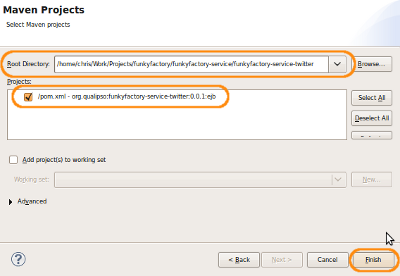 Maven Projects
Select Maven projects
Root Directory: /home/chris/Work/Projects/funkyfactory/funkyfactory-service/funkyfactory-service-twitter Browse...
Projects:
/pom.xml - org.qualipso:funkyfactory-service-twitter:0.0.1:ejb
Select All
Deselect All
Add project(s) to working set
Working set: New...
Advanced
< Back Next > Cancel Finish